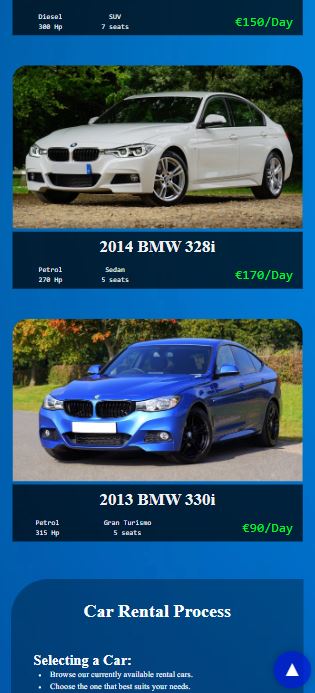 Diesel SUV
300 Hp 7 seats €150/Day
2014 BMW 328i
Petrol Sedan
270 Hp 5 seats €170/Day
2013 BMW 330i
Petrol Gran Turismo
315 Hp 5 seats €90/Day
Car Rental Process
Selecting a Car:
• Browse our currently available rental cars.
• Choose the one that best suits your needs.